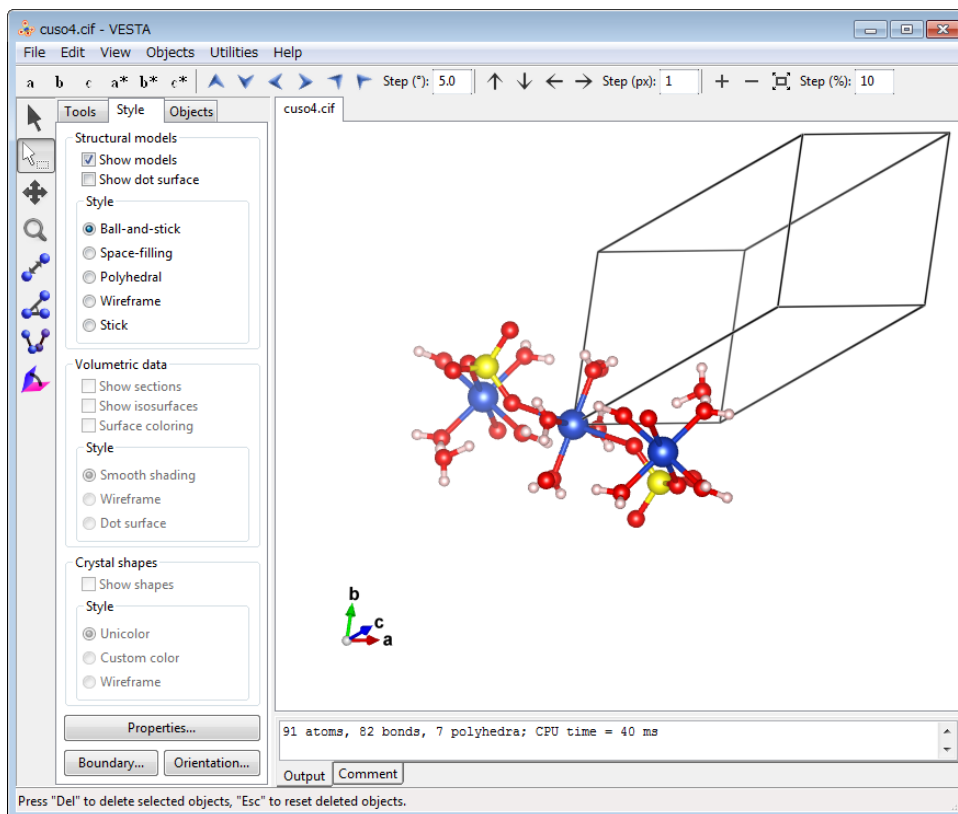 cuso4.cif - VESTA
File Edit View Objects Utilities Help
a b c a* b* c* Step (°): 5.0 Step (px): 1 Step (%): 10
Tools Style Objects
cuso4.cif
Structural models
Show models
Show dot surface
Style
Ball-and-stick
Space-filling
Polyhedral
Wireframe
Stick
Volumetric data
Show sections
Show isosurfaces
Surface coloring
Style
Smooth shading
Wireframe
Dot surface
Crystal shapes
Show shapes
Style
Unicolor
Custom color
Wireframe
Properties...
Boundary... Orientation...
b
c
a
91 atoms, 82 bonds, 7 polyhedra; CPU time = 40 ms
Output Comment
Press "Del" to delete selected objects, "Esc" to reset deleted objects.